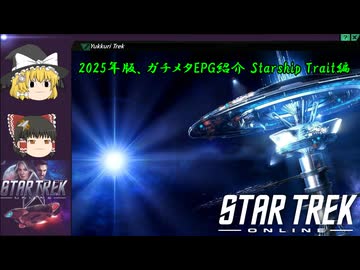 Yukkuri Trek
2025年版、ガチメタEPG紹介 Starship Trait編
STAR TREK
ONLINE
STAR TREK
ONLINE